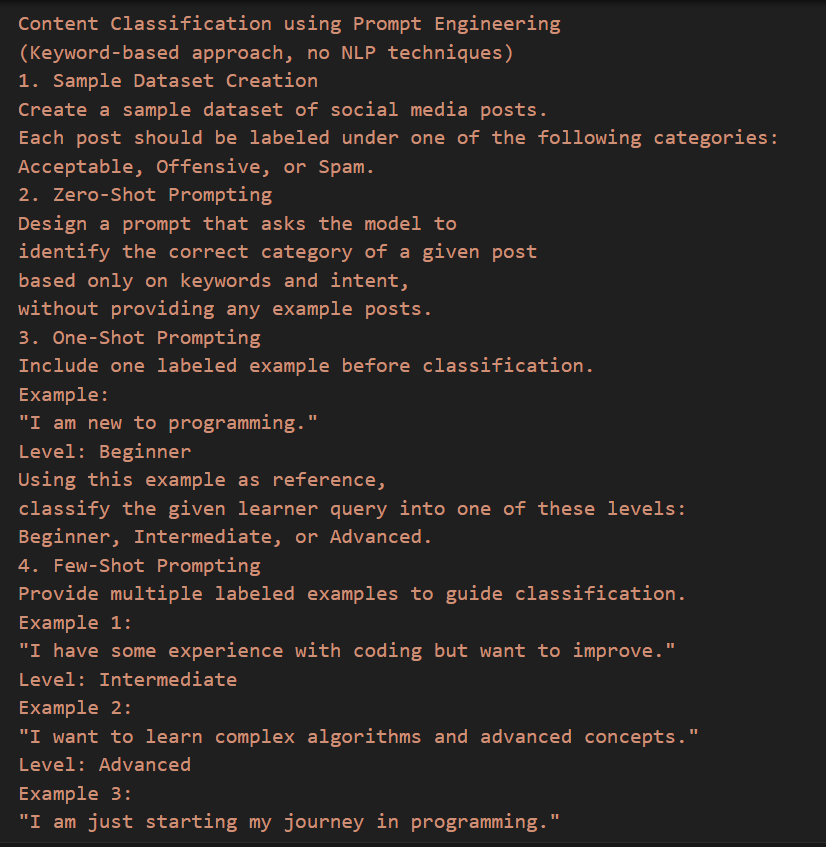 Content Classification using Prompt Engineering
(Keyword-based approach, no NLP techniques)
1. Sample Dataset Creation
Create a sample dataset of social media posts.
Each post should be labeled under one of the following categories:
Acceptable, Offensive, or Spam.
2. Zero-Shot Prompting
Design a prompt that asks the model to
identify the correct category of a given post
based only on keywords and intent,
without providing any example posts.
3. One-Shot Prompting
Include one labeled example before classification.
Example:
"I am new to programming."
Level: Beginner
Using this example as reference,
classify the given learner query into one of these levels:
Beginner, Intermediate, or Advanced.
4. Few-Shot Prompting
Provide multiple labeled examples to guide classification.
Example 1:
"I have some experience with coding but want to improve."
Level: Intermediate
Example 2:
"I want to learn complex algorithms and advanced concepts."
Level: Advanced
Example 3:
"I am just starting my journey in programming."